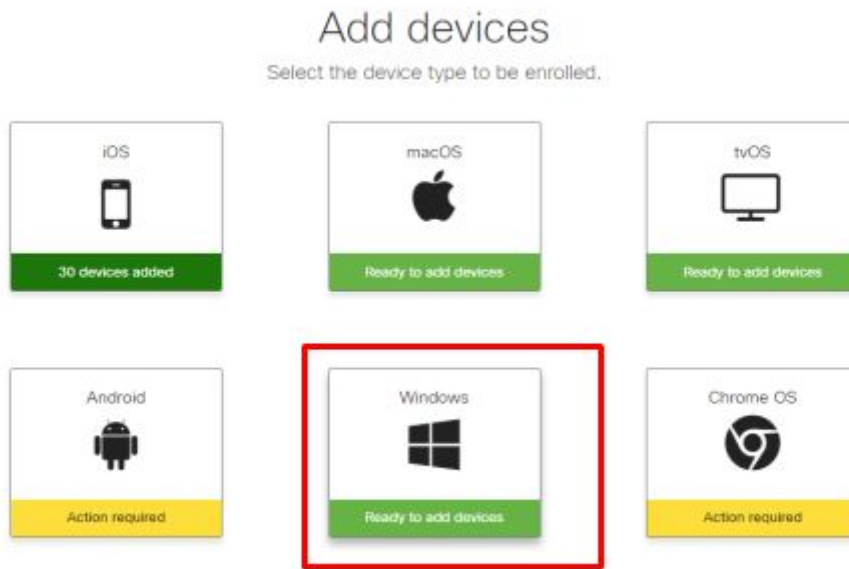 Add devices
Select the device type to be enrolled.
iOS
30 devices added
macOS
Ready to add devices
tvOS
Ready to add devices
Android
Action required
Windows
Ready to add devices
Chrome OS
Action required